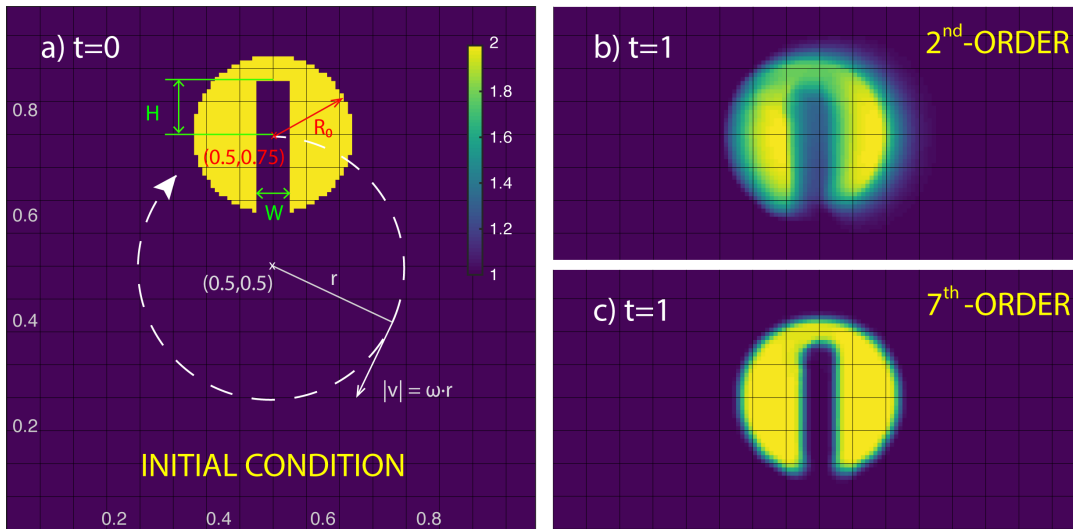 a) t=0
H
R₀
(0.5,0.75)
W
(0.5,0.5)
r
|v| = ω·r
INITIAL CONDITION
0.8
0.6
0.4
0.2
0.2 0.4 0.6 0.8
2
1.8
1.6
1.4
1.2
1
b) t=1
2ⁿᵈ-ORDER
c) t=1
7ᵗʰ-ORDER